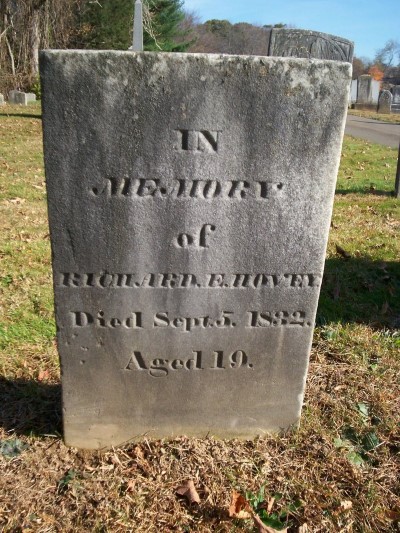 IN
MEMORY
of
RICHARD. E. HOVEY.
Died Sept. 5. 1832.
Aged 19.